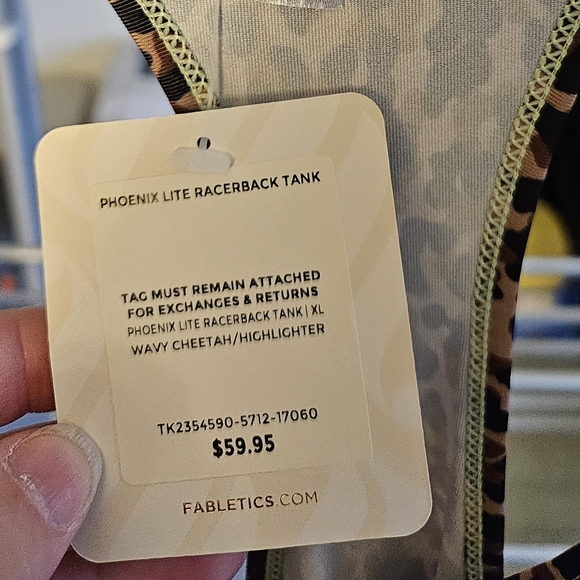 PHOENIX LITE RACERBACK TANK
TAG MUST REMAIN ATTACHED
FOR EXCHANGES & RETURNS
PHOENIX LITE RACERBACK TANK | XL
WAVY CHEETAH/HIGHLIGHTER
TK2354590-5712-17060
$59.95
FABLETICS.COM